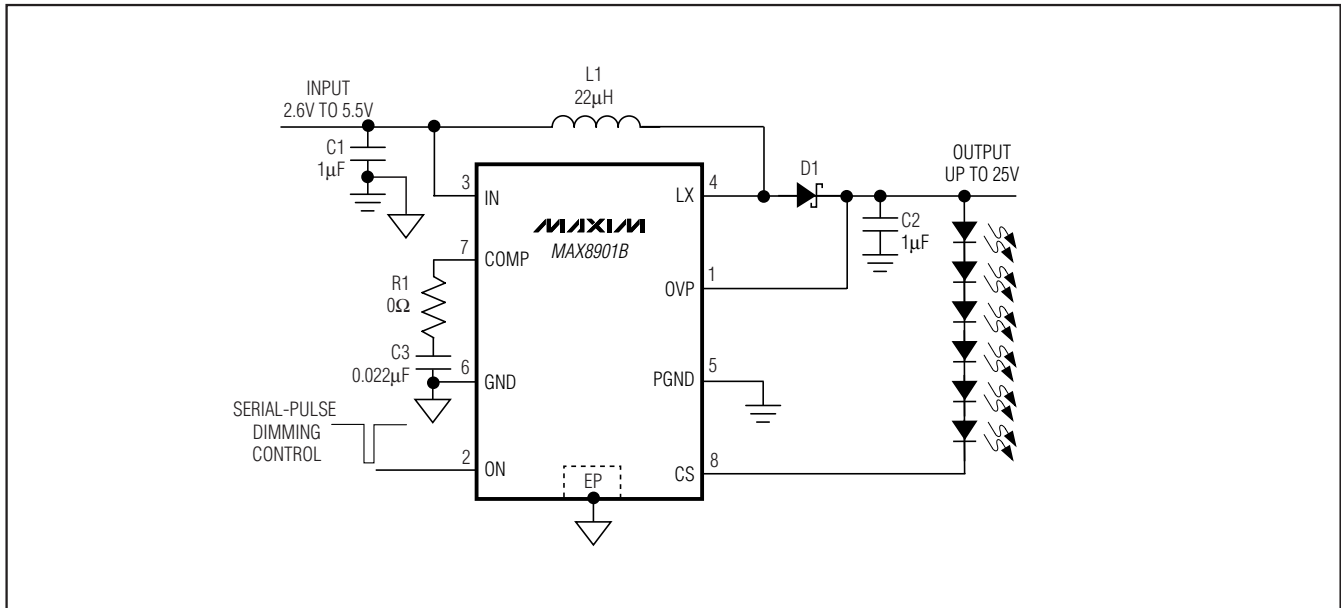 INPUT
2.6V TO 5.5V
L1
22µH
C1
1µF
3
IN
LX
4
D1
OUTPUT
UP TO 25V
MAXIM
MAX8901B
C2
1µF
7
COMP
R1
0Ω
1
OVP
C3
0.022µF
6
GND
5
PGND
SERIAL-PULSE
DIMMING
CONTROL
2
ON
EP
8
CS